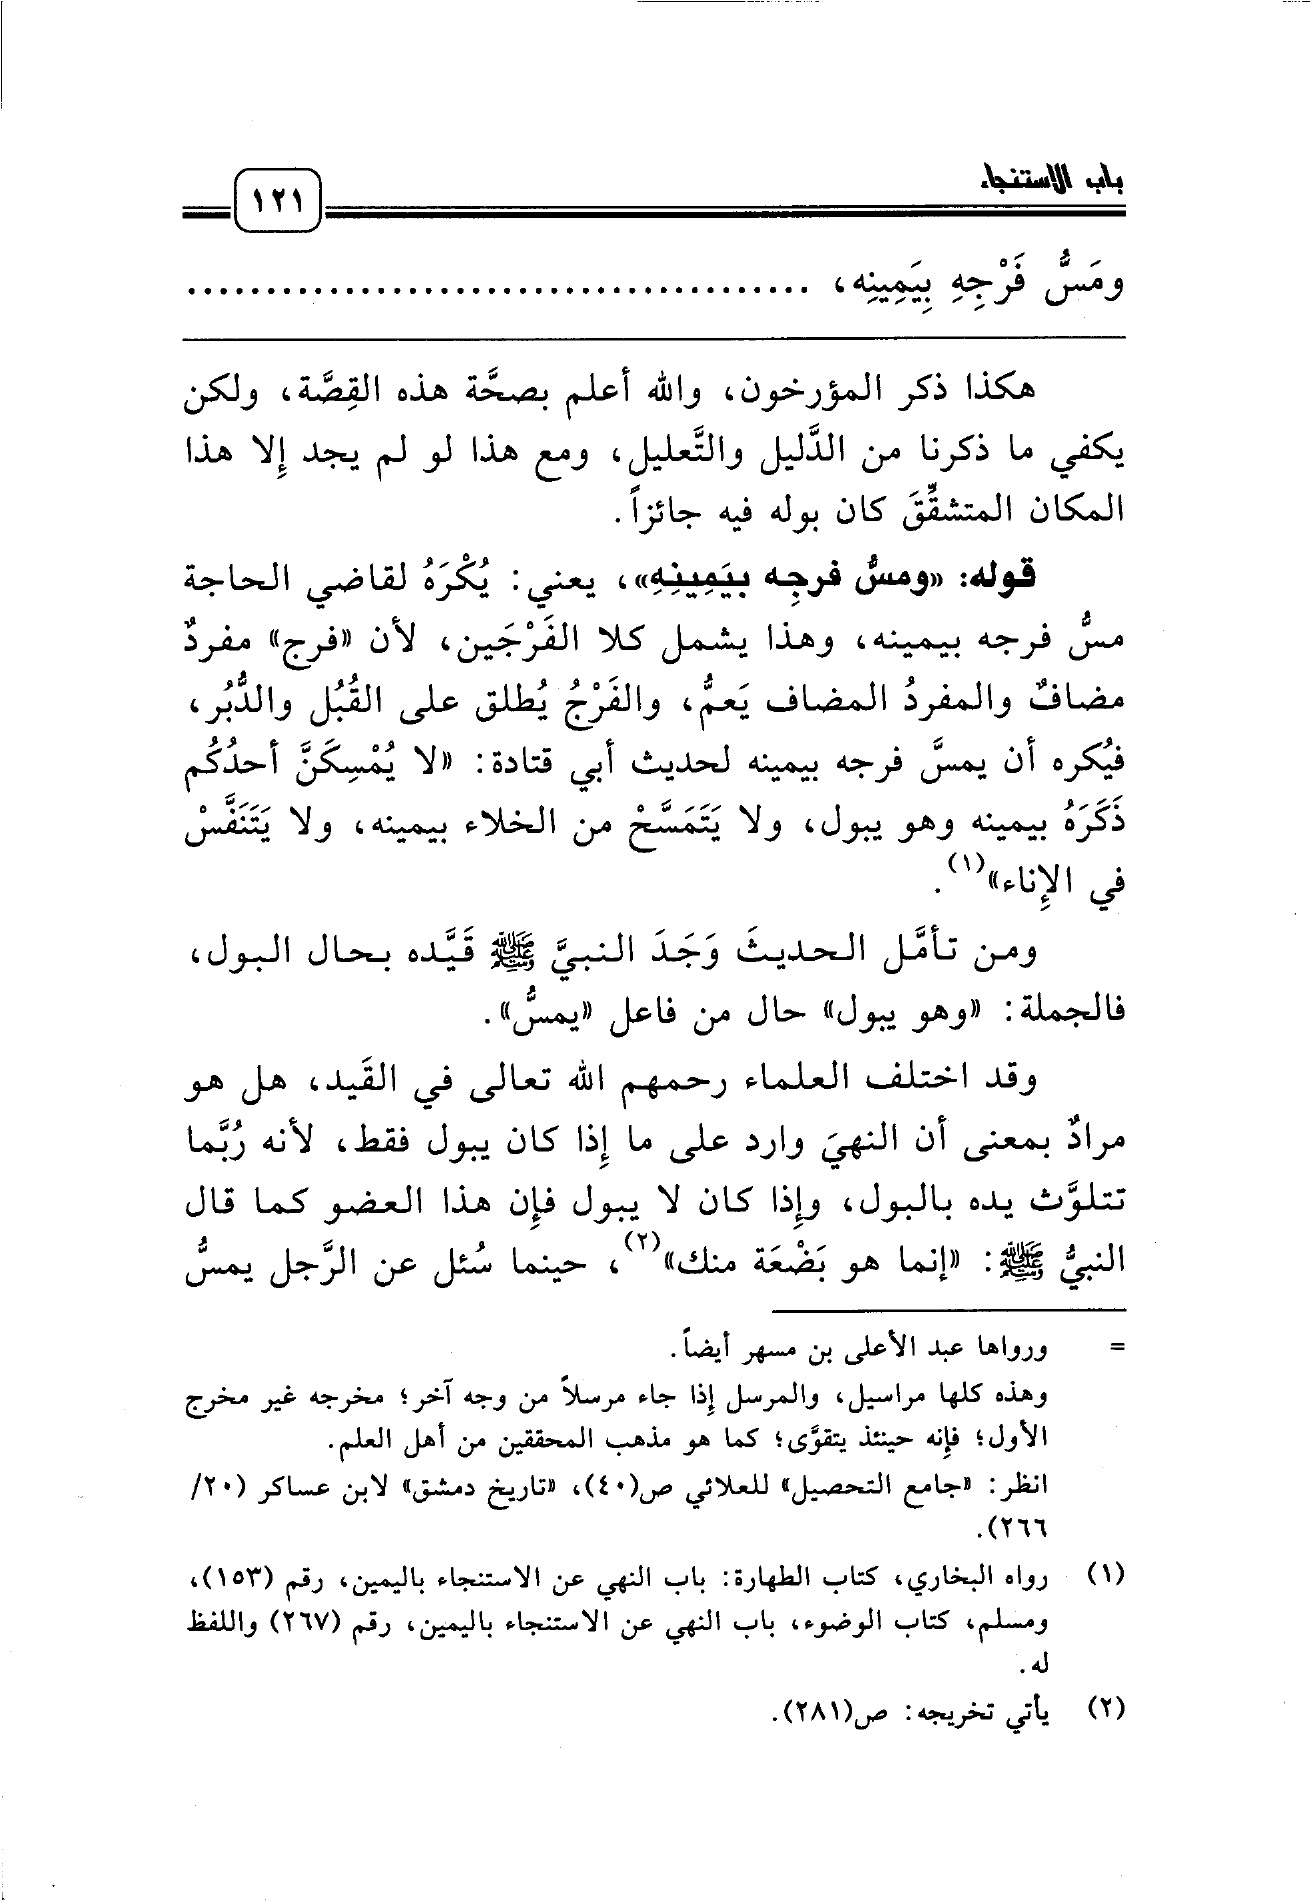 باب الاستنجاء
١٢١
ومَسُّ فَرْجِهِ بِيَمِينِه، ........................................
هكذا ذكر المؤرخون، والله أعلم بصحَّة هذه القِصَّة، ولكن
يكفي ما ذكرنا من الدَّليل والتَّعليل، ومع هذا لو لم يجد إلا هذا
المكان المتشقِّقَ كان بوله فيه جائزاً.
قوله: «ومسُّ فرجِه بيَمِينِهِ»، يعني: يُكْرَهُ لقاضي الحاجة
مسُّ فرجه بيمينه، وهذا يشمل كلا الفَرْجَين، لأن «فرج» مفردٌ
مضافٌ والمفردُ المضاف يَعمُّ، والفَرْجُ يُطلق على القُبُل والدُّبُر،
فيُكره أن يمسَّ فرجه بيمينه لحديث أبي قتادة: «لا يُمْسِكَنَّ أحدُكُم
ذَكَرَهُ بيمينه وهو يبول، ولا يَتَمَسَّحْ من الخلاء بيمينه، ولا يَتَنَفَّسْ
في الإناء»(١).
ومن تأمَّل الحديثَ وَجَدَ النبيَّ ﷺ قَيَّده بحال البول،
فالجملة: «وهو يبول» حال من فاعل «يمسُّ».
وقد اختلف العلماء رحمهم الله تعالى في القَيد، هل هو
مرادٌ بمعنى أن النهيَ وارد على ما إذا كان يبول فقط، لأنه رُبَّما
تتلوَّث يده بالبول، وإذا كان لا يبول فإن هذا العضو كما قال
النبيُّ ﷺ: «إنما هو بَضْعَة منك»(٢)، حينما سُئل عن الرَّجل يمسُّ
= ورواها عبد الأعلى بن مسهر أيضاً.
وهذه كلها مراسيل، والمرسل إذا جاء مرسلاً من وجه آخر؛ مخرجه غير مخرج
الأول؛ فإنه حينئذ يتقوَّى؛ كما هو مذهب المحققين من أهل العلم.
انظر: «جامع التحصيل» للعلائي ص(٤٠)، «تاريخ دمشق» لابن عساكر (٢٠/
٢٦٦).
(١) رواه البخاري، كتاب الطهارة: باب النهي عن الاستنجاء باليمين، رقم (١٥٣)،
ومسلم، كتاب الوضوء، باب النهي عن الاستنجاء باليمين، رقم (٢٦٧) واللفظ
له.
(٢) يأتي تخريجه: ص(٢٨١).